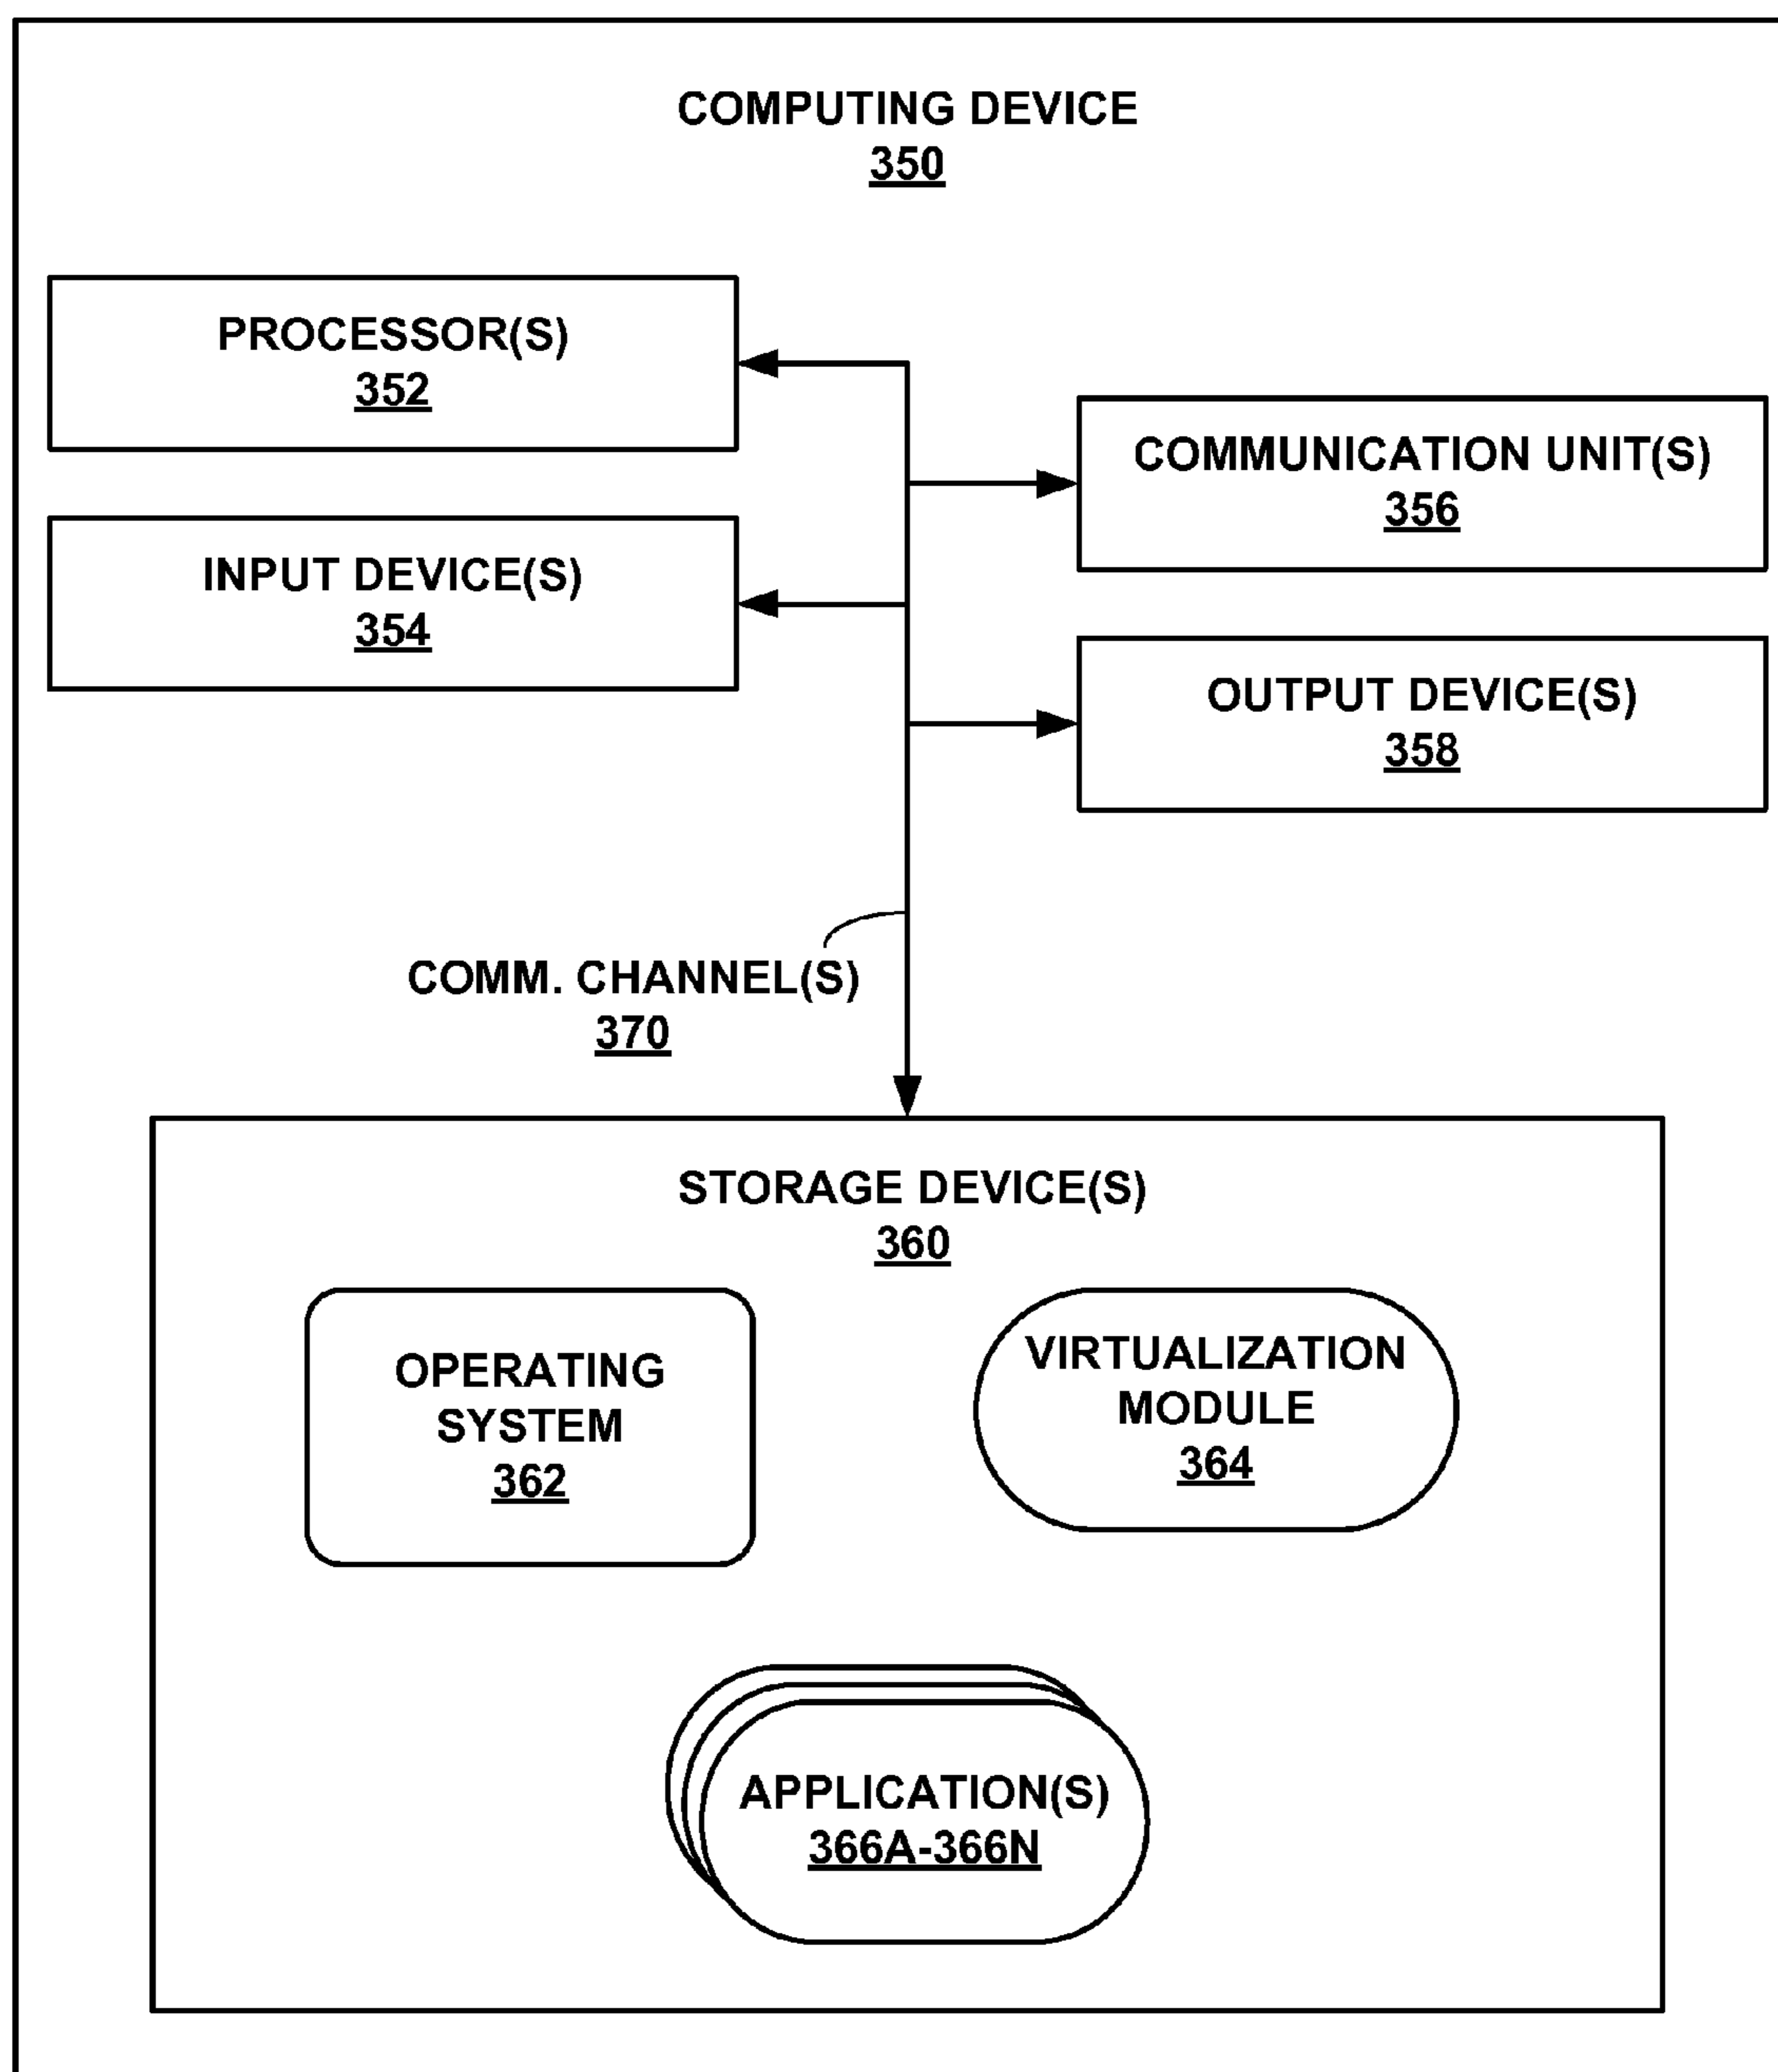 COMPUTING DEVICE
350
PROCESSOR(S)
352
COMMUNICATION UNIT(S)
356
INPUT DEVICE(S)
354
OUTPUT DEVICE(S)
358
COMM. CHANNEL(S)
370
STORAGE DEVICE(S)
360
OPERATING
SYSTEM
362
VIRTUALIZATION
MODULE
364
APPLICATION(S)
366A-366N